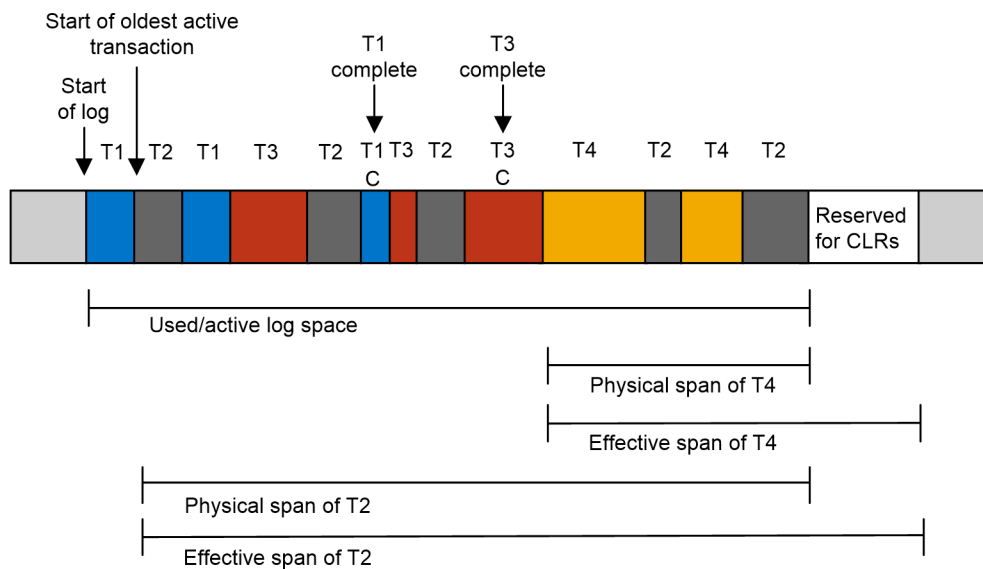 Start of oldest active
transaction
Start
of log
T1
complete
T3
complete
T1
T2
T1
T3
T2
T1
C
T3
T2
T3
C
T4
T2
T4
T2
Reserved
for CLRs
Used/active log space
Physical span of T4
Effective span of T4
Physical span of T2
Effective span of T2